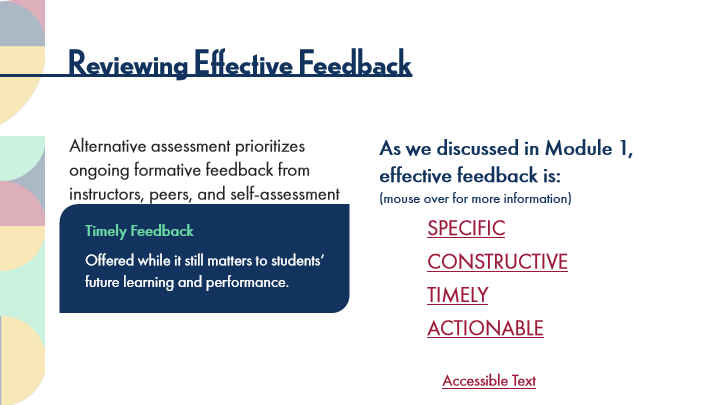 Reviewing Effective Feedback
Alternative assessment prioritizes
ongoing formative feedback from
instructors, peers, and self-assessment
Timely Feedback
Offered while it still matters to students’
future learning and performance.
As we discussed in Module 1,
effective feedback is:
(mouse over for more information)
SPECIFIC
CONSTRUCTIVE
TIMELY
ACTIONABLE
Accessible Text